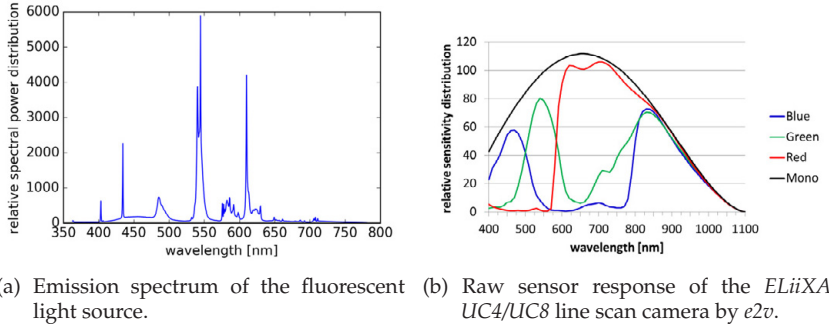 6000
5000
4000
3000
2000
1000
0
350 400 450 500 550 600 650 700 750 800
relative spectral power distribution
wavelength [nm]
(a) Emission spectrum of the fluorescent
light source.
120
100
80
60
40
20
0
400 500 600 700 800 900 1000 1100
relative sensitivity distribution
wavelength [nm]
Blue
Green
Red
Mono
(b) Raw sensor response of the ELiiXA
UC4/UC8 line scan camera by e2v.